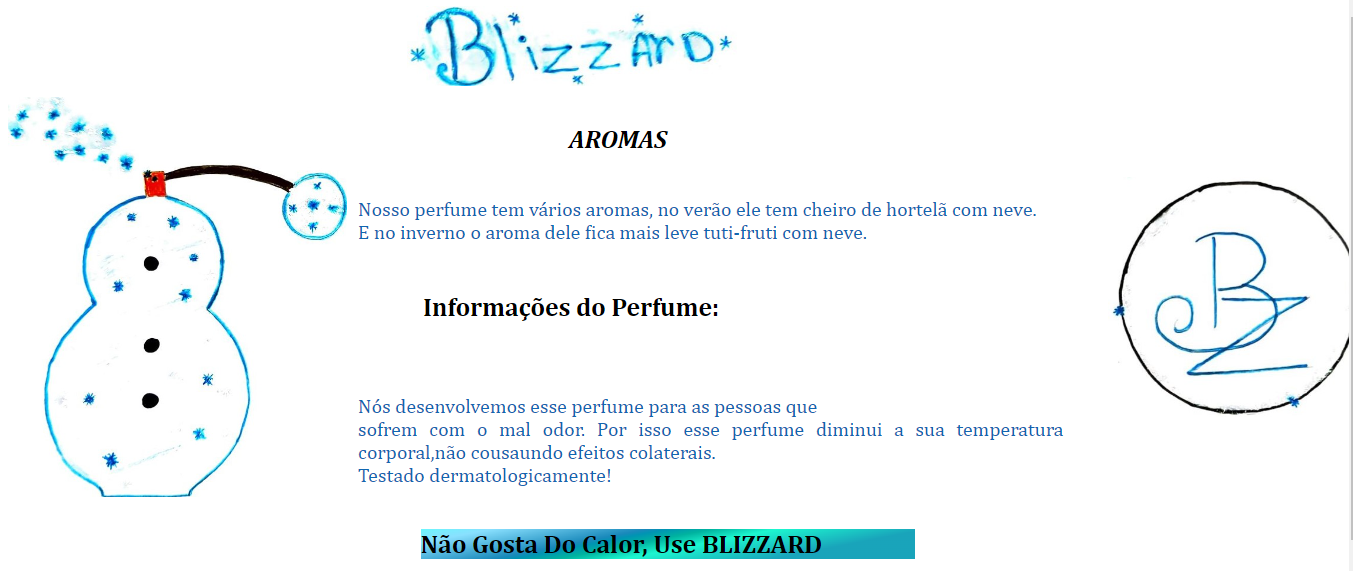 BlizzARD
AROMAS
Nosso perfume tem vários aromas, no verão ele tem cheiro de hortelã com neve.
E no inverno o aroma dele fica mais leve tuti-fruti com neve.
Informações do Perfume:
BZ
Nós desenvolvemos esse perfume para as pessoas que
sofrem com o mal odor. Por isso esse perfume diminui a sua temperatura
corporal,não cousaundo efeitos colaterais.
Testado dermatologicamente!
Não Gosta Do Calor, Use BLIZZARD